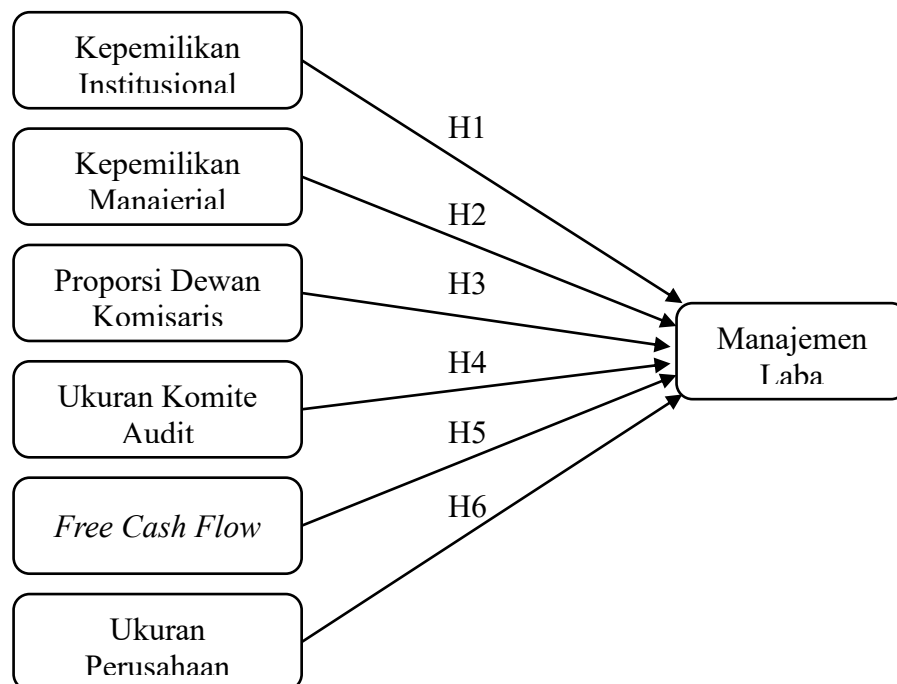 Kepemilikan
Institusional
H1
Kepemilikan
Manajerial
H2
Proporsi Dewan
Komisaris
H3
Manajemen
Laba
Ukuran Komite
Audit
H4
H5
Free Cash Flow
H6
Ukuran
Perusahaan